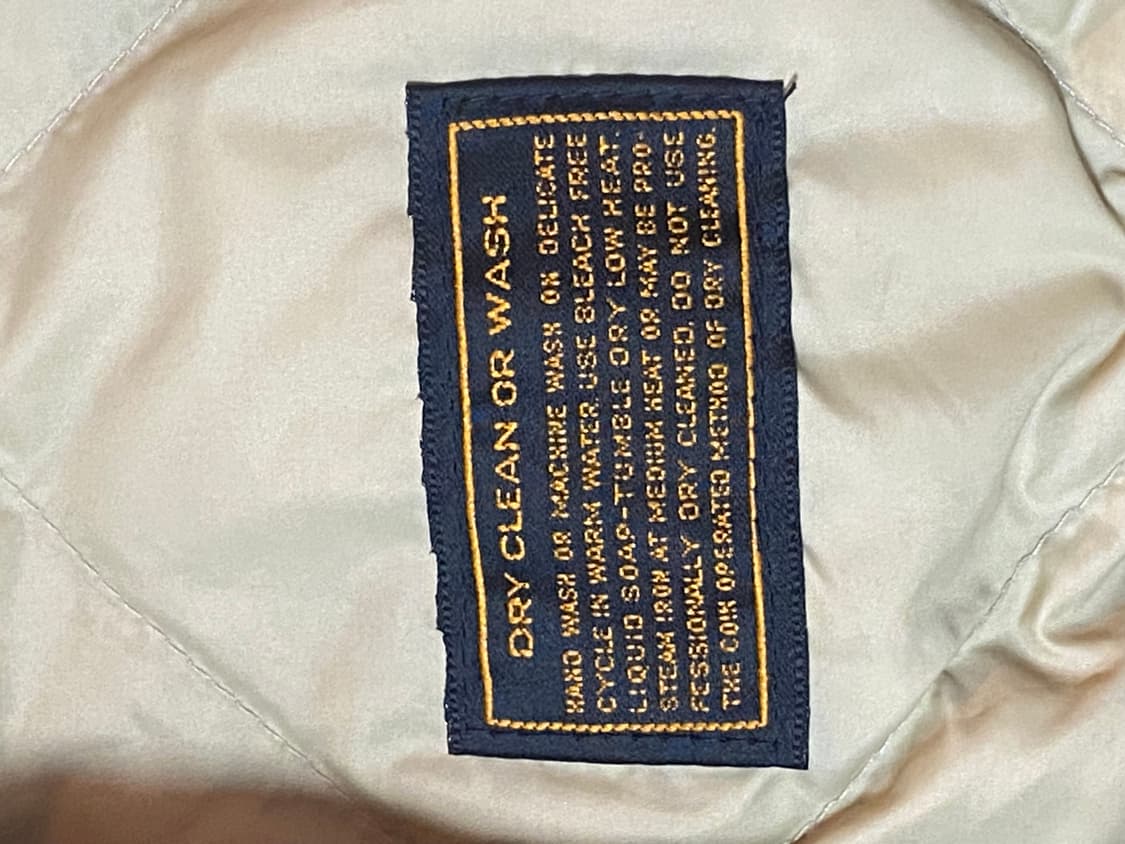 DRY CLEAN OR WASH
HAND WASH OR MACHINE WASH ON DELICATE
CYCLE IN WARM WATER. USE BLEACH FREE
LIQUID SOAP-TUMBLE DRY LOW HEAT.
STEAM IRON AT MEDIUM HEAT OR MAY BE PRO-
FESSIONALLY DRY CLEANED. DO NOT USE
THE COIN OPERATED METHOD OF DRY CLEANING.